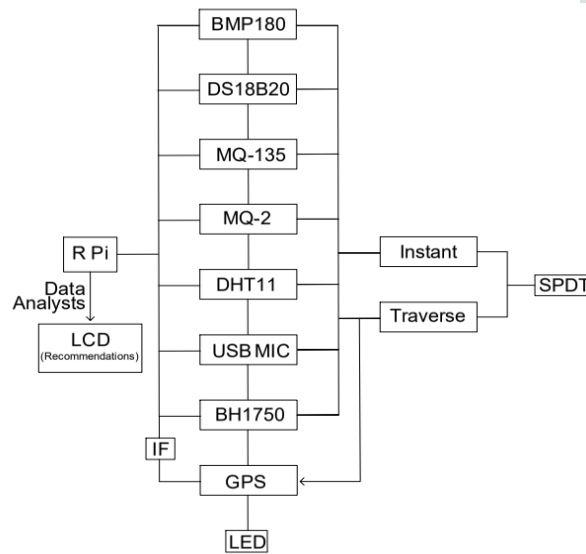 BMP180
DS18B20
MQ-135
MQ-2
R Pi
Instant
Data
Analysts
DHT11
SPDT
Traverse
LCD
(Recommendations)
USB MIC
BH1750
IF
GPS
LED